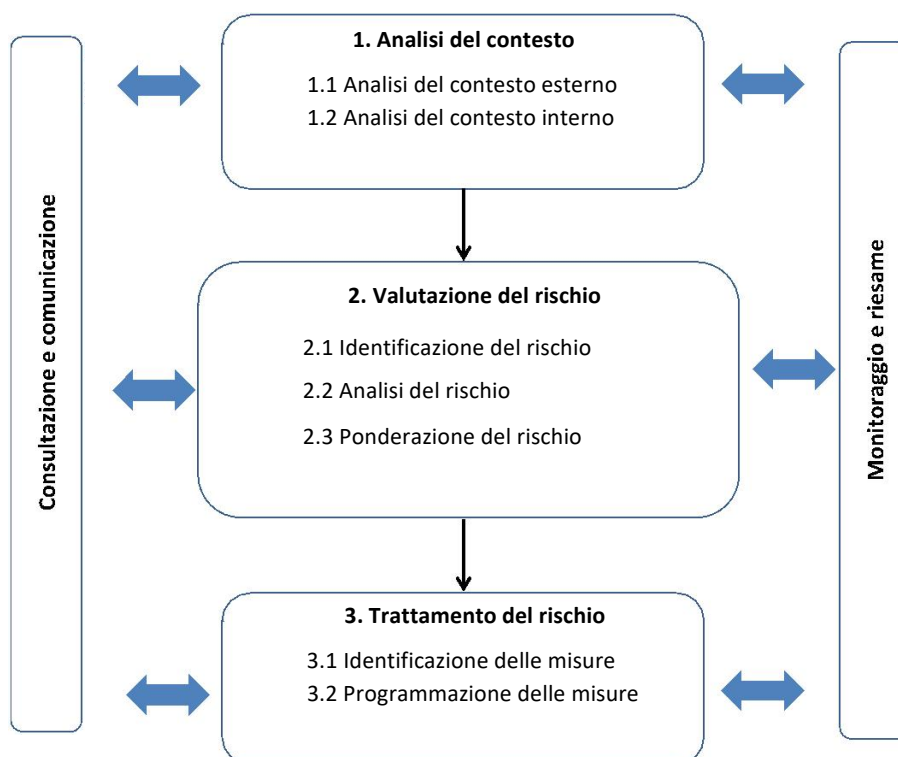 Consultazione e comunicazione
1. Analisi del contesto
1.1 Analisi del contesto esterno
1.2 Analisi del contesto interno
2. Valutazione del rischio
2.1 Identificazione del rischio
2.2 Analisi del rischio
2.3 Ponderazione del rischio
3. Trattamento del rischio
3.1 Identificazione delle misure
3.2 Programmazione delle misure
Monitoraggio e riesame